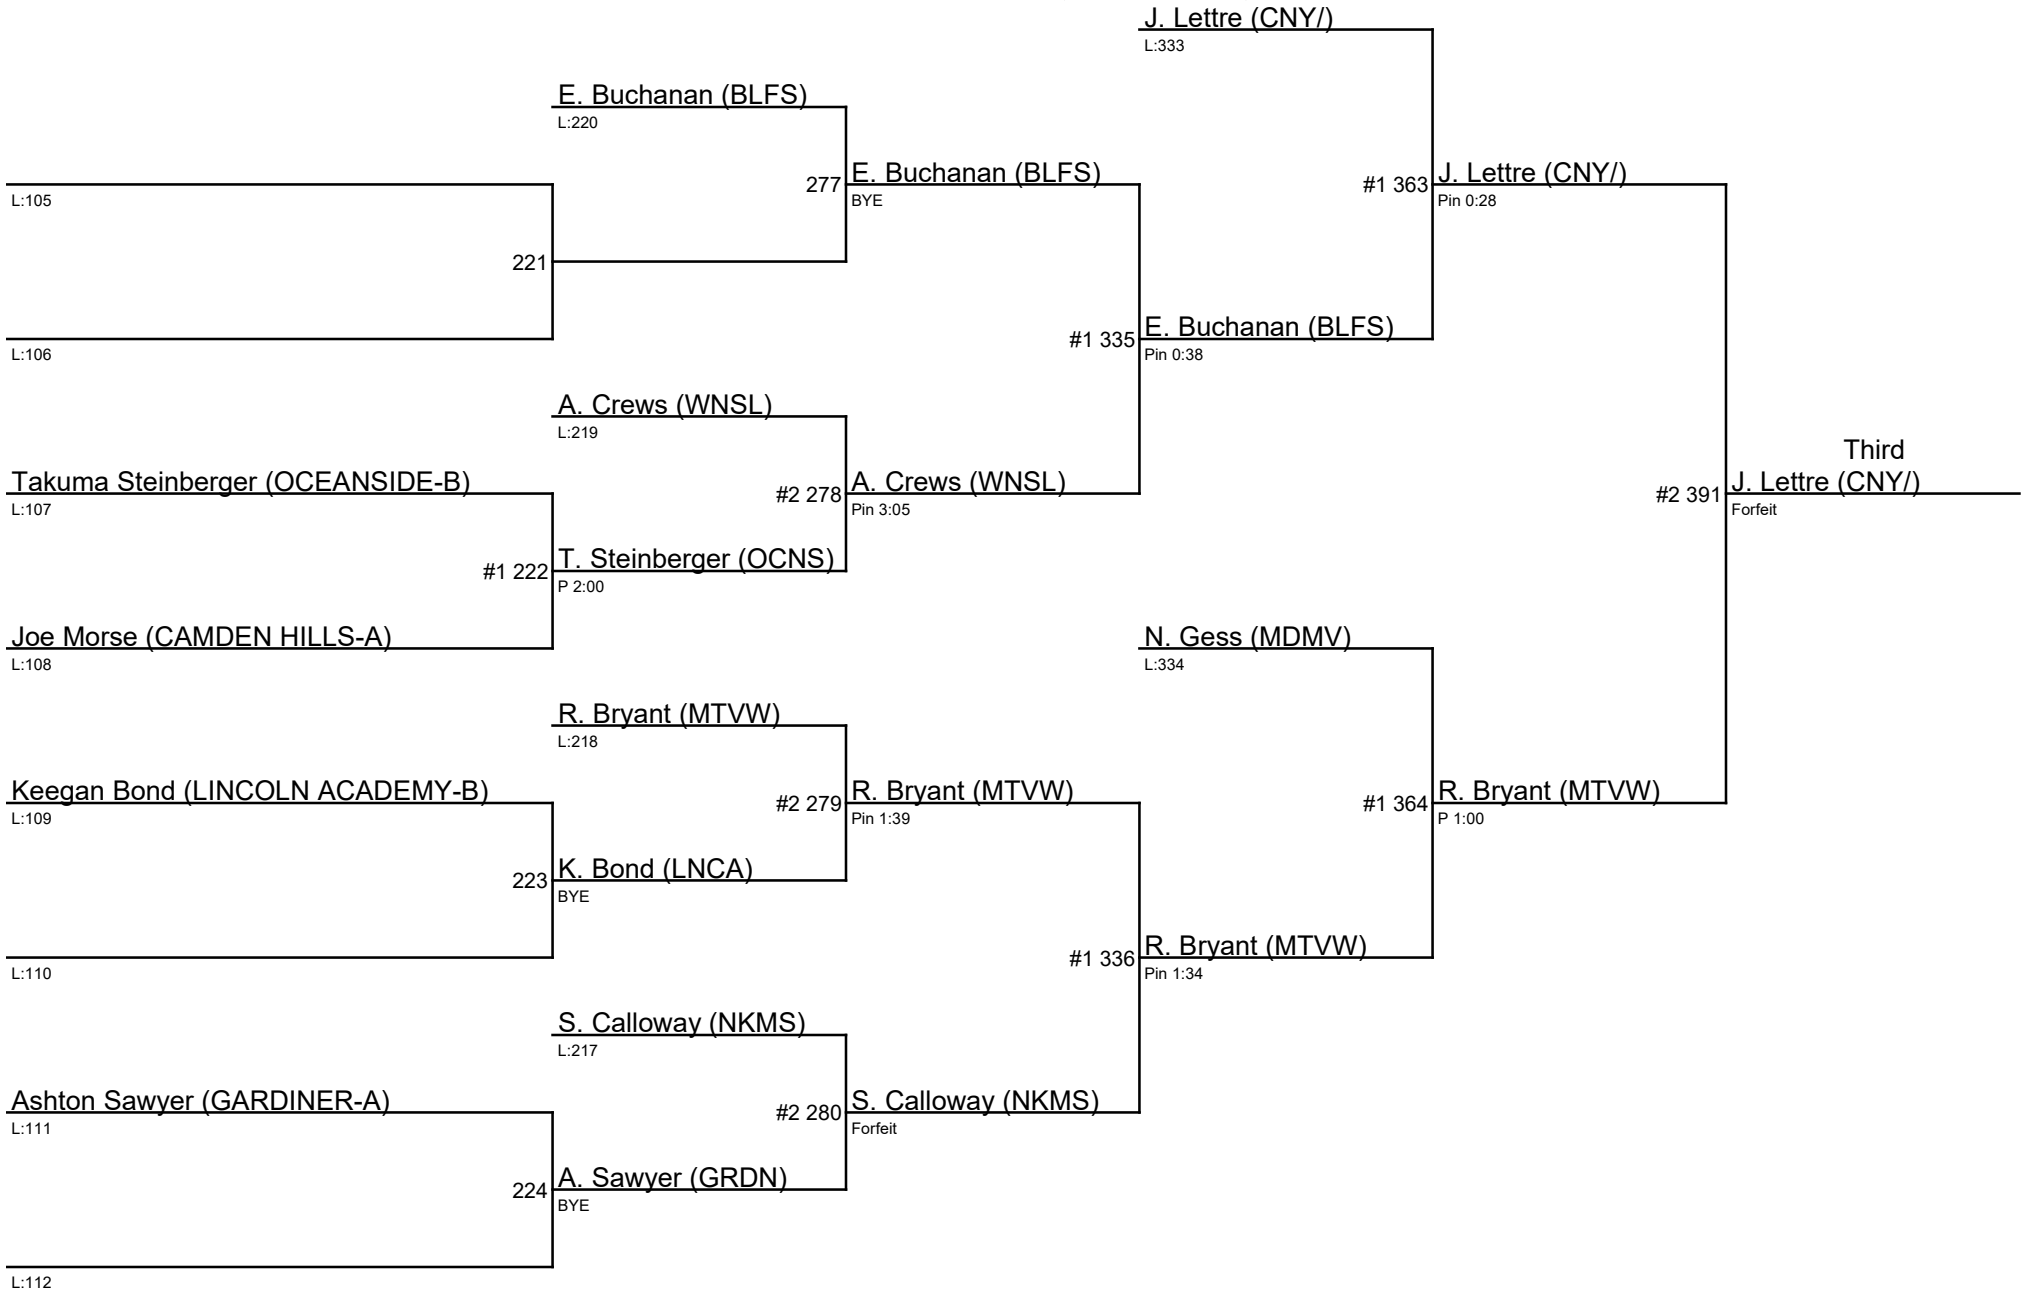 J. Lettre (CNY/)
L:333
E. Buchanan (BLFS)
L:220
277 E. Buchanan (BLFS)
BYE
#1 363 J. Lettre (CNY/)
Pin 0:28
L:105
221
#1 335 E. Buchanan (BLFS)
Pin 0:38
L:106
A. Crews (WNSL)
L:219
Third
Takuma Steinberger (OCEANSIDE-B)
L:107
#2 278 A. Crews (WNSL)
Pin 3:05
#2 391 J. Lettre (CNY/)
Forfeit
#1 222 T. Steinberger (OCNS)
P 2:00
Joe Morse (CAMDEN HILLS-A)
L:108
N. Gess (MDMV)
L:334
R. Bryant (MTVW)
L:218
Keegan Bond (LINCOLN ACADEMY-B)
L:109
#2 279 R. Bryant (MTVW)
Pin 1:39
#1 364 R. Bryant (MTVW)
P 1:00
223 K. Bond (LNCA)
BYE
#1 336 R. Bryant (MTVW)
Pin 1:34
L:110
S. Calloway (NKMS)
L:217
Ashton Sawyer (GARDINER-A)
L:111
#2 280 S. Calloway (NKMS)
Forfeit
224 A. Sawyer (GRDN)
BYE
L:112